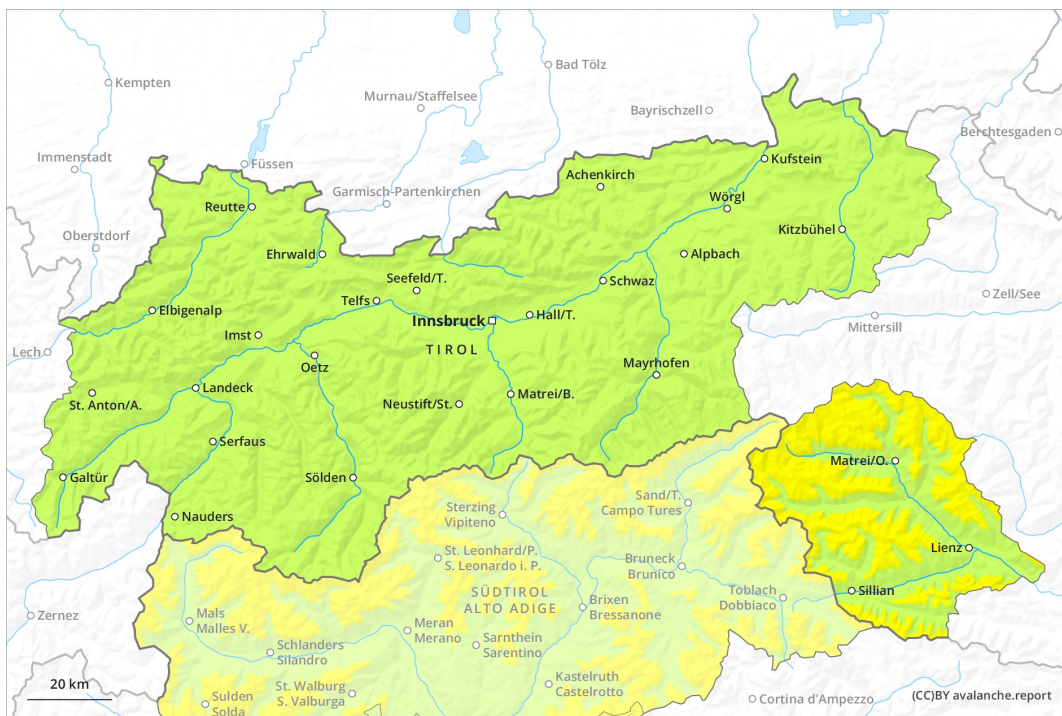 Kempten
Bad Tölz
Murnau/Staffelsee
Bayrischzell
Berchtesgaden
Immenstadt
Füssen
Kufstein
Achenkirch
Garmisch-Partenkirchen
Reutte
Wörgl
Oberstdorf
Kitzbühel
Ehrwald
Alpbach
Seefeld/T.
Schwaz
Zell/See
Telfs
Elbigenalp
Innsbruck
Hall/T.
Mittersill
Imst
TIROL
Lech
Oetz
Mayrhofen
Landeck
St. Anton/A.
Neustift/St.
Matrei/B.
Serfaus
Matrei/O.
Galtür
Sölden
Sand/T.
Campo Tures
Sterzing
Vipiteno
Nauders
Lienz
St. Leonhard/P.
S. Leonardo i. P.
Bruneck
Brunico
Sillian
SÜDTIROL
ALTO ADIGE
Toblach
Dobbiaco
Brixen
Bressanone
Zernez
Mals
Malles V.
Meran
Merano
Sarnthein
Sarentino
Schlanders
Silandro
Kastelruth
Castelrotto
20 km
St. Walburg
S. Valburga
Sulden
Solda
Cortina d'Ampezzo
(CC)BY avalanche.report